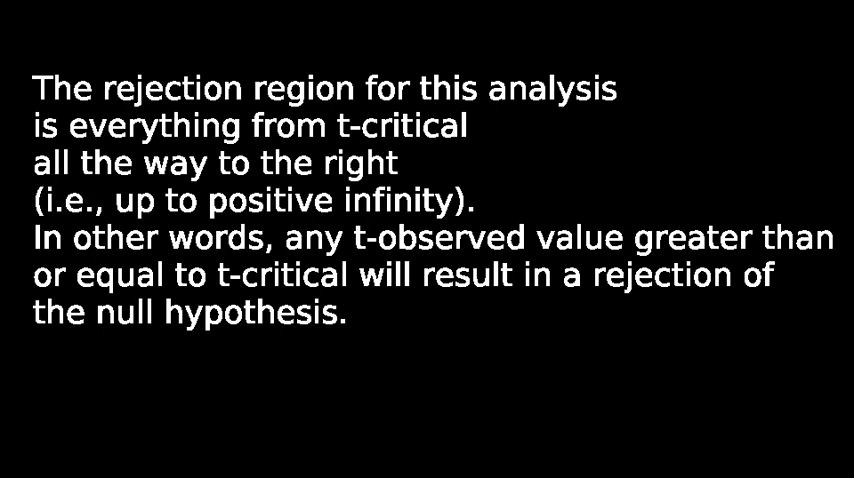 The rejection region for this analysis
is everything from t-critical
all the way to the right
(i.e., up to positive infinity).
In other words, any t-observed value greater than
or equal to t-critical will result in a rejection of
the null hypothesis.